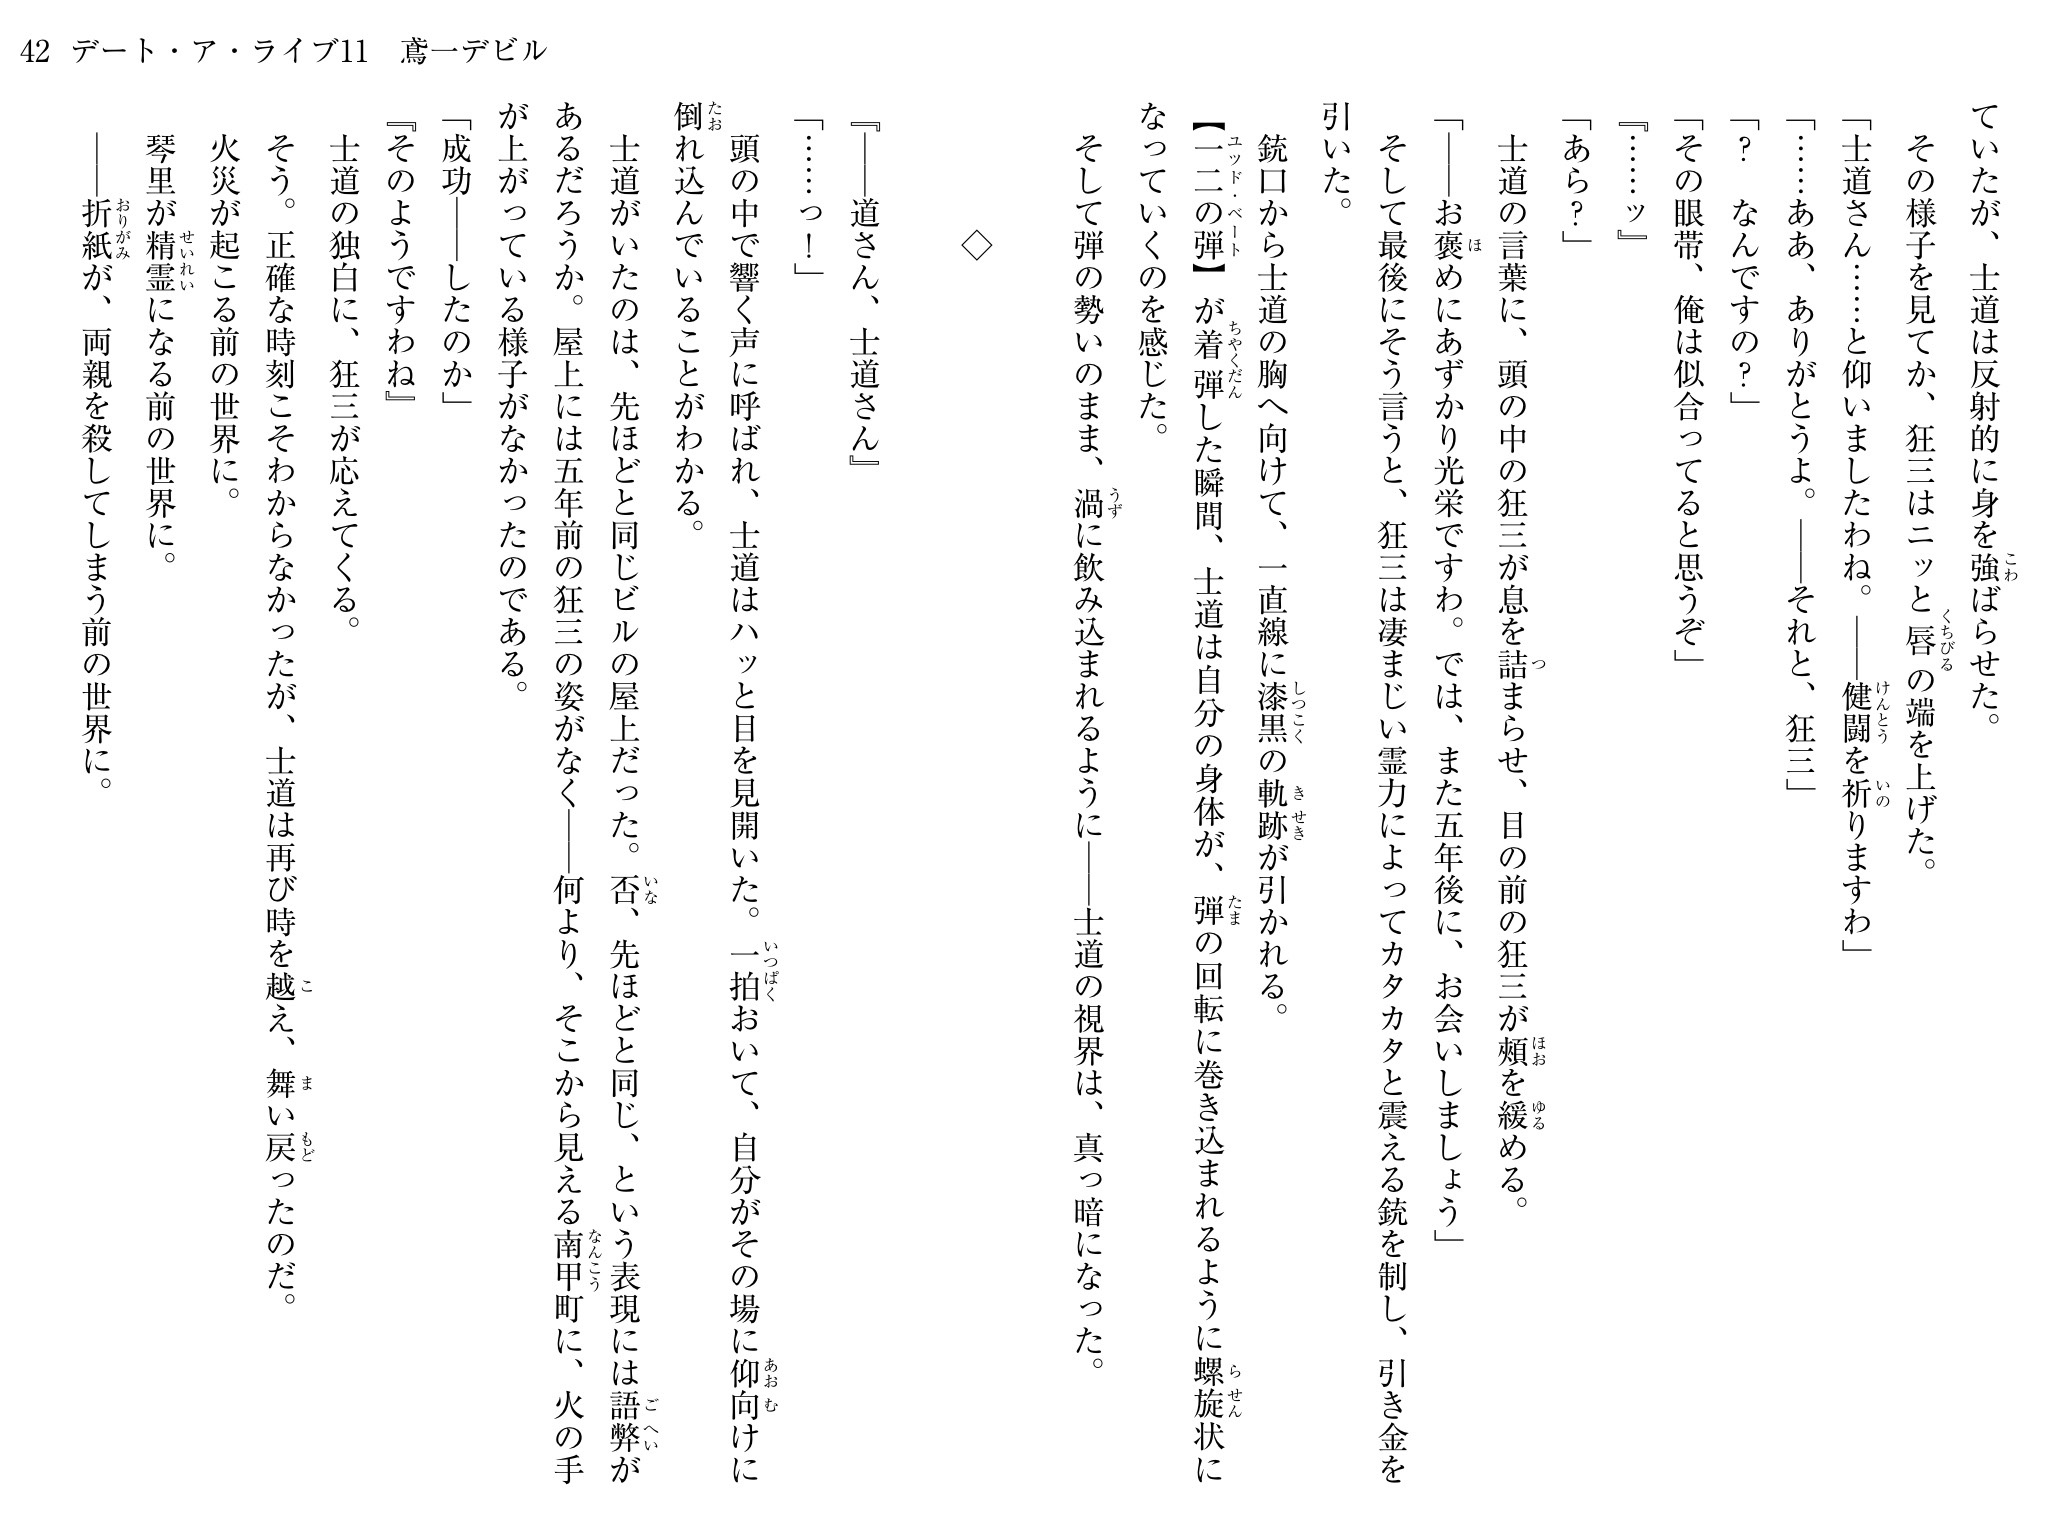 42 デート・ア・ライブ11 鳶一デビル
ていたが、士道は反射的に身を強ばらせた。
その様子を見てか、狂三はニッと唇の端を上げた。
「士道さん……と仰いましたわね。――健闘を祈りますわ」
「……ああ、ありがとうよ。――それと、狂三」
「? なんですの?」
「その眼帯、俺は似合ってると思うぞ」
『……ッ』
「あら?」
士道の言葉に、頭の中の狂三が息を詰まらせ、目の前の狂三が頰を緩める。
「――お褒めにあずかり光栄ですわ。では、また五年後に、お会いしましょう」
そして最後にそう言うと、狂三は凄まじい霊力によってカタカタと震える銃を制し、引き金を
引いた。
銃口から士道の胸へ向けて、一直線に漆黒の軌跡が引かれる。
【一二の弾】が着弾した瞬間、士道は自分の身体が、弾の回転に巻き込まれるように螺旋状に
なっていくのを感じた。
そして弾の勢いのまま、渦に飲み込まれるように――士道の視界は、真っ暗になった。
◇
『――道さん、士道さん』
「……っ!」
頭の中で響く声に呼ばれ、士道はハッと目を見開いた。一拍おいて、自分がその場に仰向けに
倒れ込んでいることがわかる。
士道がいたのは、先ほどと同じビルの屋上だった。否、先ほどと同じ、という表現には語弊が
あるだろうか。屋上には五年前の狂三の姿がなく――何より、そこから見える南甲町に、火の手
が上がっている様子がなかったのである。
「成功――したのか」
『そのようですわね』
士道の独白に、狂三が応えてくる。
そう。正確な時刻こそわからなかったが、士道は再び時を越え、舞い戻ったのだ。
火災が起こる前の世界に。
琴里が精霊になる前の世界に。
――折紙が、両親を殺してしまう前の世界に。